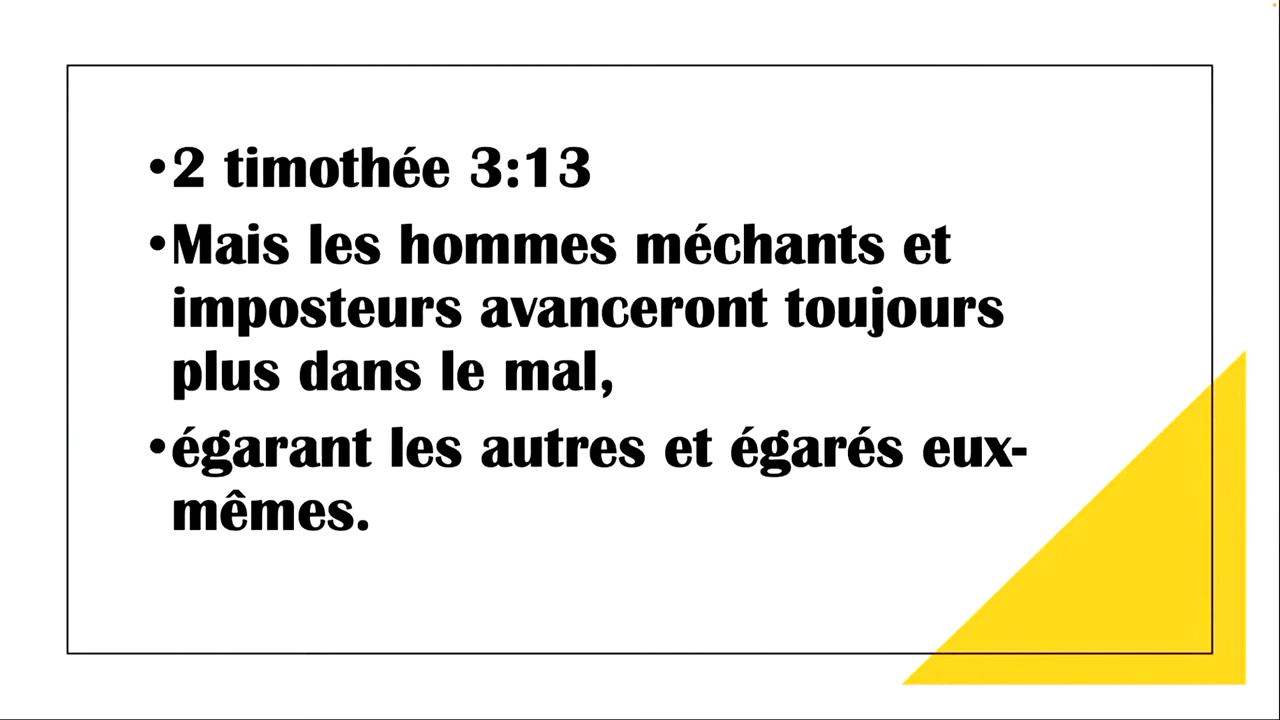 •2 timothée 3:13
•Mais les hommes méchants et
imposteurs avanceront toujours
plus dans le mal,
•égarant les autres et égarés eux-
mêmes.